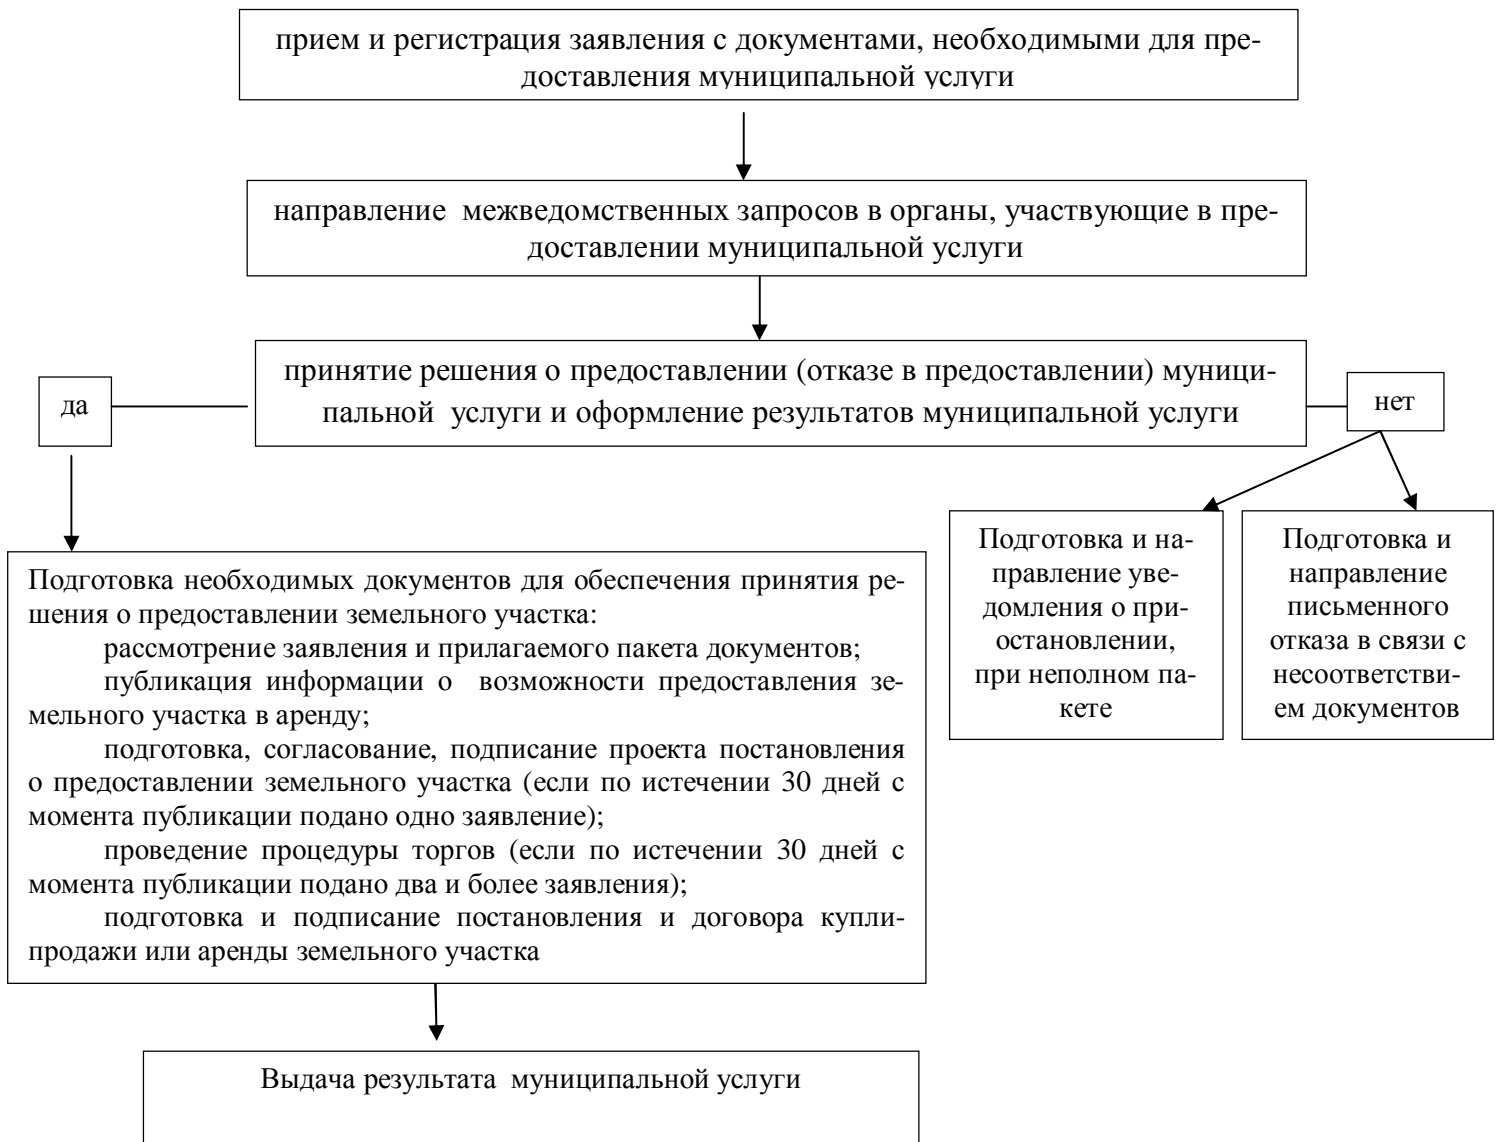 прием и регистрация заявления с документами, необходимыми для пре-
доставления муниципальной услуги
направление межведомственных запросов в органы, участвующие в пре-
доставлении муниципальной услуги
принятие решения о предоставлении (отказе в предоставлении) муници-
пальной услуги и оформление результатов муниципальной услуги
да
нет
Подготовка и на-
правление уве-
домления о при-
остановлении,
при неполном па-
кете
Подготовка и
направление
письменного
отказа в связи с
несоответстви-
ем документов
Подготовка необходимых документов для обеспечения принятия ре-
шения о предоставлении земельного участка:
рассмотрение заявления и прилагаемого пакета документов;
публикация информации о возможности предоставления зе-
мельного участка в аренду;
подготовка, согласование, подписание проекта постановления
о предоставлении земельного участка (если по истечении 30 дней с
момента публикации подано одно заявление);
проведение процедуры торгов (если по истечении 30 дней с
момента публикации подано два и более заявления);
подготовка и подписание постановления и договора купли-
продажи или аренды земельного участка
Выдача результата муниципальной услуги